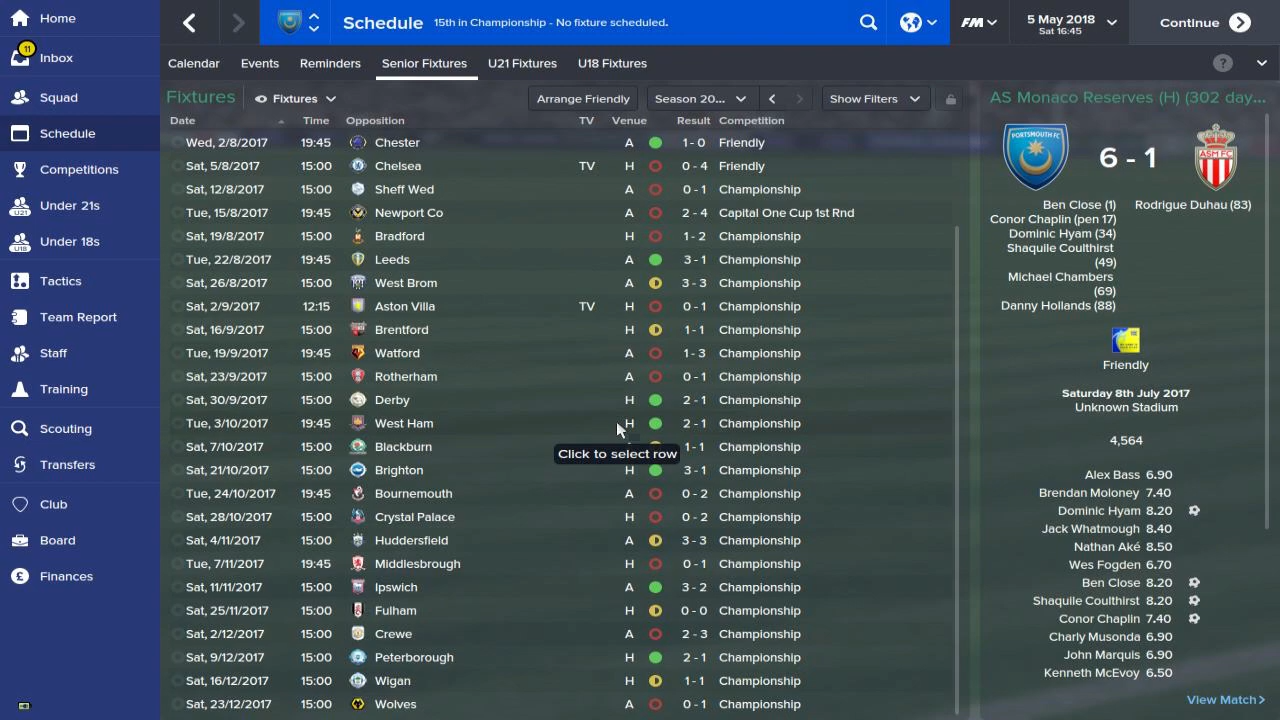 Home
11
Inbox
Squad
Schedule
Competitions
U21
Under 21s
U18
Under 18s
Tactics
Team Report
Staff
Training
Scouting
Transfers
Club
Board
£ Finances
Schedule 15th in Championship - No fixture scheduled.
FM
5 May 2018
Sat 16:45
Continue
Calendar Events Reminders Senior Fixtures U21 Fixtures U18 Fixtures
?
Fixtures Fixtures Arrange Friendly Season 20... Show Filters
Date Time Opposition TV Venue Result Competition
Wed, 2/8/2017 19:45 Chester A 1 - 0 Friendly
Sat, 5/8/2017 15:00 Chelsea TV H 0 - 4 Friendly
Sat, 12/8/2017 15:00 Sheff Wed A 0 - 1 Championship
Tue, 15/8/2017 19:45 Newport Co A 2 - 4 Capital One Cup 1st Rnd
Sat, 19/8/2017 15:00 Bradford H 1 - 2 Championship
Tue, 22/8/2017 19:45 Leeds A 3 - 1 Championship
Sat, 26/8/2017 15:00 West Brom A 3 - 3 Championship
Sat, 2/9/2017 12:15 Aston Villa TV H 0 - 1 Championship
Sat, 16/9/2017 15:00 Brentford H 1 - 1 Championship
Tue, 19/9/2017 19:45 Watford A 1 - 3 Championship
Sat, 23/9/2017 15:00 Rotherham A 0 - 1 Championship
Sat, 30/9/2017 15:00 Derby H 2 - 1 Championship
Tue, 3/10/2017 19:45 West Ham H 2 - 1 Championship
Sat, 7/10/2017 15:00 Blackburn 1 - 1 Championship
Click to select row
Sat, 21/10/2017 15:00 Brighton H 3 - 1 Championship
Tue, 24/10/2017 19:45 Bournemouth A 0 - 2 Championship
Sat, 28/10/2017 15:00 Crystal Palace H 0 - 2 Championship
Sat, 4/11/2017 15:00 Huddersfield A 3 - 3 Championship
Tue, 7/11/2017 19:45 Middlesbrough H 0 - 1 Championship
Sat, 11/11/2017 15:00 Ipswich A 3 - 2 Championship
Sat, 25/11/2017 15:00 Fulham H 0 - 0 Championship
Sat, 2/12/2017 15:00 Crewe A 2 - 3 Championship
Sat, 9/12/2017 15:00 Peterborough H 2 - 1 Championship
Sat, 16/12/2017 15:00 Wigan H 1 - 1 Championship
Sat, 23/12/2017 15:00 Wolves A 0 - 1 Championship
AS Monaco Reserves (H) (302 day...
PORTSMOUTH FC
6 - 1
ASM FC
Ben Close (1) Rodrigue Duhau (83)
Conor Chaplin (pen 17)
Dominic Hyam (34)
Shaquile Coulthirst
(49)
Michael Chambers
(69)
Danny Hollands (88)
Friendly
Saturday 8th July 2017
Unknown Stadium
4,564
Alex Bass 6.90
Brendan Moloney 7.40
Dominic Hyam 8.20
Jack Whatmough 8.40
Nathan Aké 8.50
Wes Fogden 6.70
Ben Close 8.20
Shaquile Coulthirst 8.20
Conor Chaplin 7.40
Charly Musonda 6.90
John Marquis 6.90
Kenneth McEvoy 6.50
View Match >